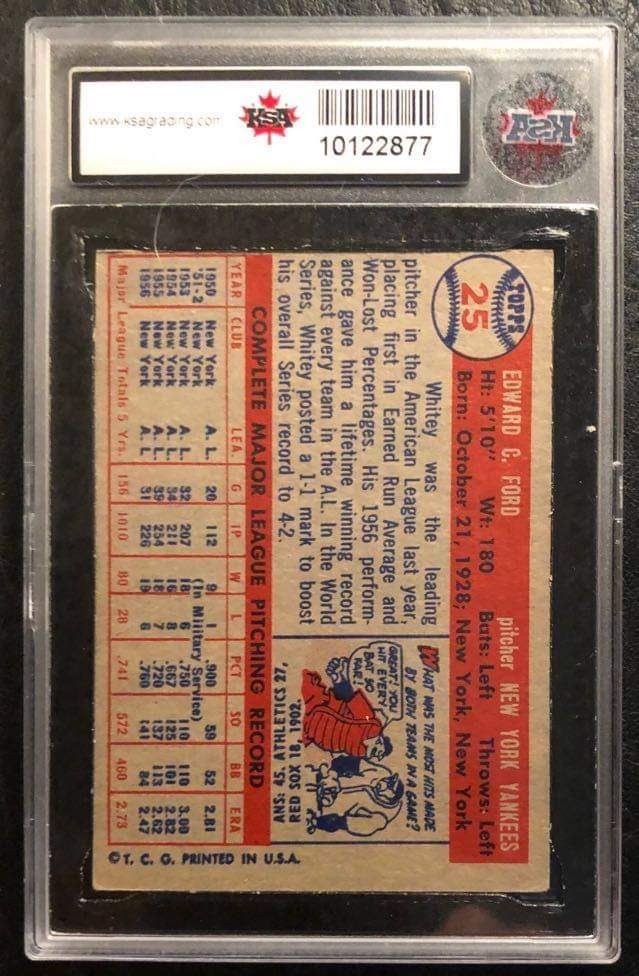 www.ksagrading.com
KSA
10122877
KSA
TOPPS
25
EDWARD C. FORD pitcher NEW YORK YANKEES
Ht: 5'10" Wt: 180 Bats: Left Throws: Left
Born: October 21, 1928; New York, New York
Whitey was the leading
pitcher in the American League last year,
placing first in Earned Run Average and
Won-Lost Percentages. His 1956 perform-
ance gave him a lifetime winning record
against every team in the A.L. In the World
Series, Whitey posted a 1-1 mark to boost
his overall Series record to 4-2.
WHAT WAS THE MOST HITS MADE
BY BOTH TEAMS IN A GAME?
GREAT! YOU
HIT EVERY
BAT SO
FAR!
ANS: 45, ATHLETICS 27,
RED SOX 18, 1902.
COMPLETE MAJOR LEAGUE PITCHING RECORD
YEAR CLUB LEA. G IP W L PCT SO BB ERA
1950 New York A. L. 20 112 9 1 .900 59 52 2.81
'51-2 (in Military Service)
1953 New York A. L. 32 207 18 6 .750 110 110 3.00
1954 New York A. L. 34 211 16 8 .667 125 101 2.82
1955 New York A. L. 39 254 18 7 .720 137 113 2.62
1956 New York A. L. 31 226 19 6 .760 141 84 2.47
Major League Totals 5 Yrs. 156 1010 80 28 .741 572 460 2.73
©T. C. G. PRINTED IN U.S.A.